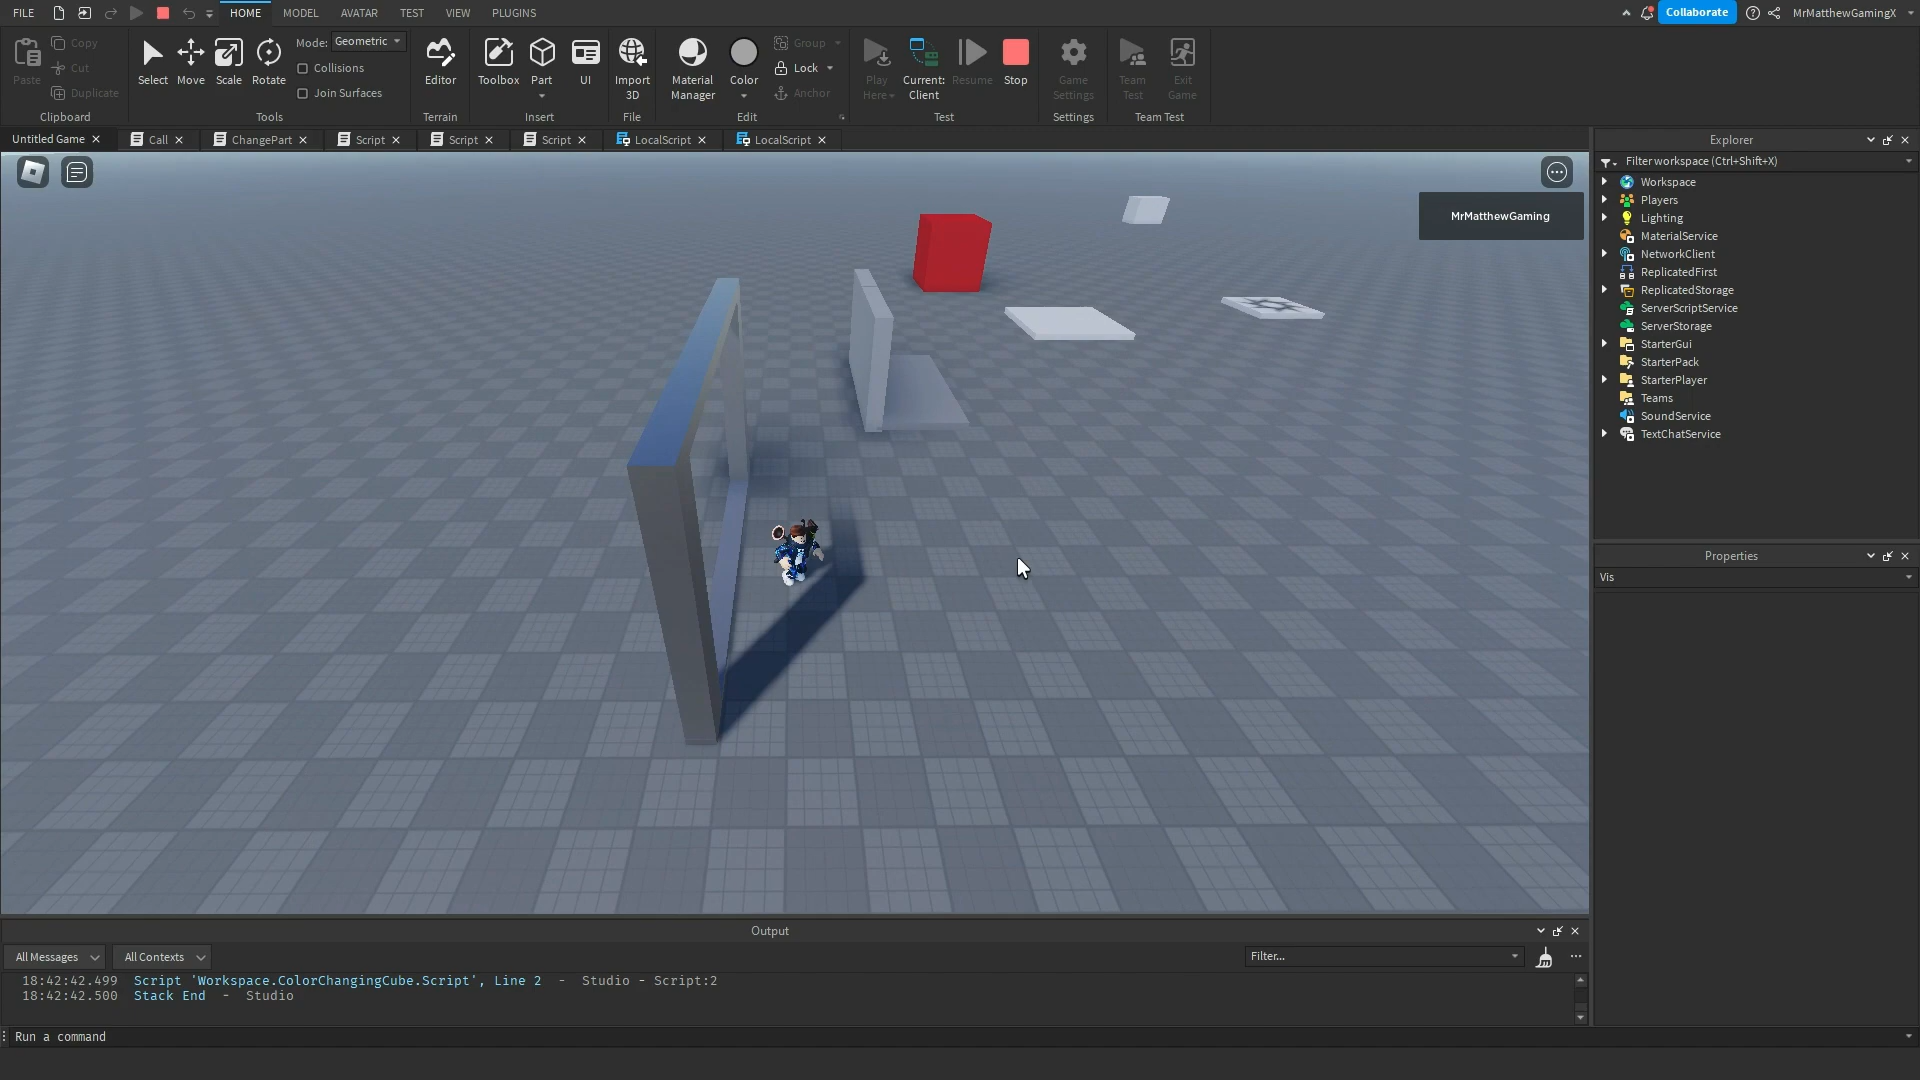 FILE HOME MODEL AVATAR TEST VIEW PLUGINS Collaborate MrMatthewGamingX
Paste
Copy
Cut
Duplicate
Clipboard
Select Move Scale Rotate
Mode: Geometric
Collisions
Join Surfaces
Tools
Editor
Terrain
Toolbox Part UI
Insert
Import
3D
File
Material
Manager
Color
Group
Lock
Anchor
Edit
Play
Here
Current:
Client
Resume Stop
Test
Game
Settings
Settings
Team
Test
Exit
Game
Team Test
Untitled Game Call ChangePart Script Script Script LocalScript LocalScript
MrMatthewGaming
Explorer
Filter workspace (Ctrl+Shift+X)
Workspace
Players
Lighting
MaterialService
NetworkClient
ReplicatedFirst
ReplicatedStorage
ServerScriptService
ServerStorage
StarterGui
StarterPack
StarterPlayer
Teams
SoundService
TextChatService
Properties
Vis
Output
All Messages All Contexts Filter...
18:42:42.499 Script 'Workspace.ColorChangingCube.Script', Line 2 - Studio - Script:2
18:42:42.500 Stack End - Studio
Run a command